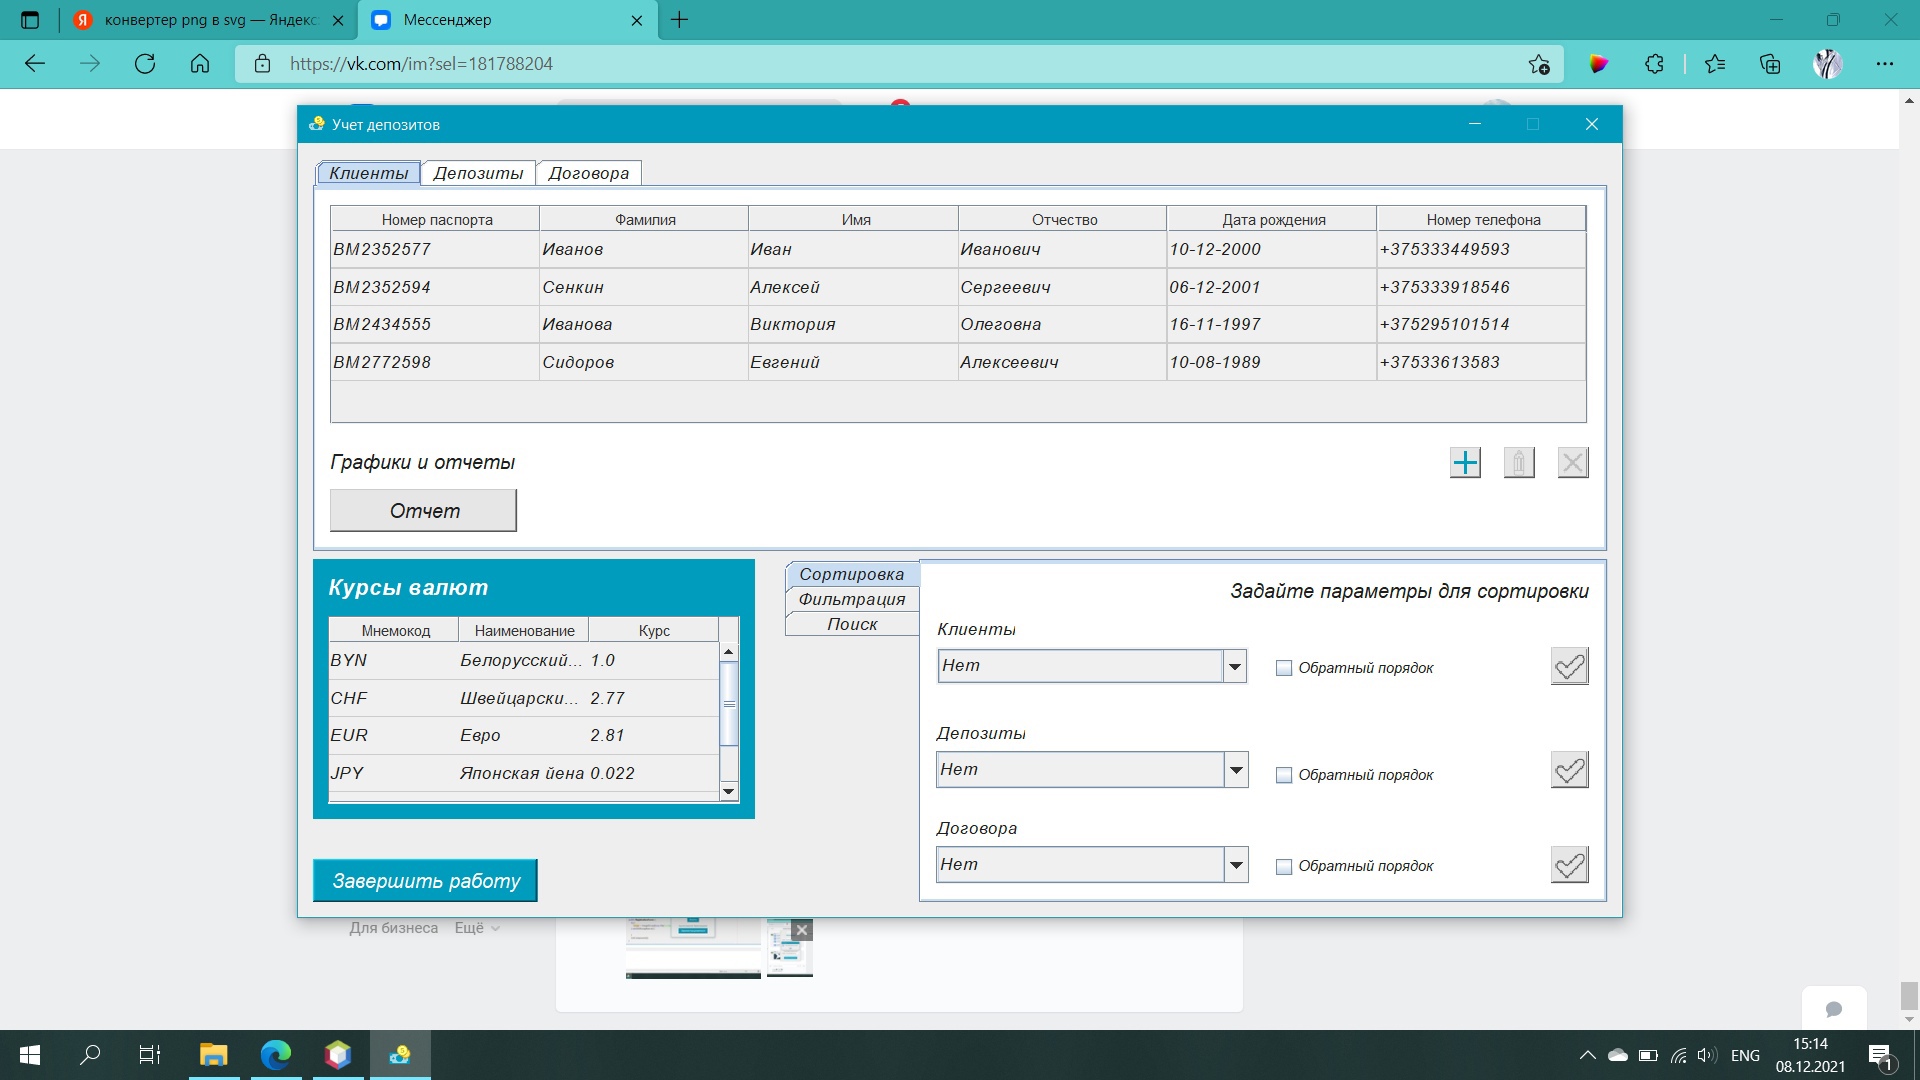 конвертер png в svg — Яндекс
Мессенджер
https://vk.com/im?sel=181788204
Учет депозитов
Клиенты Депозиты Договора
Номер паспорта Фамилия Имя Отчество Дата рождения Номер телефона
BM2352577 Иванов Иван Иванович 10-12-2000 +375333449593
BM2352594 Сенкин Алексей Сергеевич 06-12-2001 +375333918546
BM2434555 Иванова Виктория Олеговна 16-11-1997 +375295101514
BM2772598 Сидоров Евгений Алексеевич 10-08-1989 +37533613583
Графики и отчеты
Отчет
Курсы валют
Мнемокод Наименование Курс
BYN Белорусский... 1.0
CHF Швейцарски... 2.77
EUR Евро 2.81
JPY Японская йена 0.022
Завершить работу
Сортировка
Фильтрация
Поиск
Задайте параметры для сортировки
Клиенты
Нет Обратный порядок
Депозиты
Нет Обратный порядок
Договора
Нет Обратный порядок
Для бизнеса Ещё
ENG
15:14
08.12.2021
1